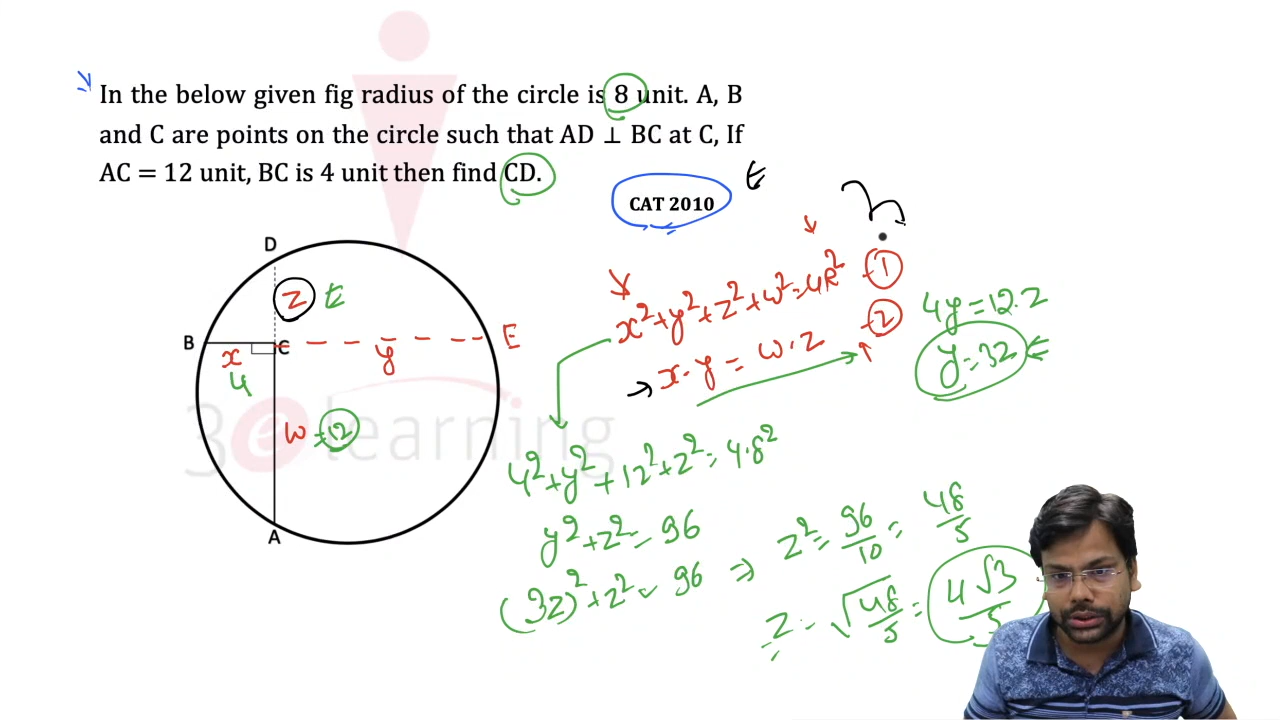 In the below given fig radius of the circle is 8 unit. A, B
and C are points on the circle such that AD ⊥ BC at C, If
AC = 12 unit, BC is 4 unit then find CD.
CAT 2010
D
Z t
B
C
E
x
y
4
w = 12
A
3elearning
x²+y²+z²+w²=4R² -1
x·y = w·z -2
4y=12·z
y=3z
4²+y²+12²+z²=4·8²
y²+z²=96
(3z)²+z²=96 ⇒ z²=96/10=48/5
z=√48/5=4√3/5